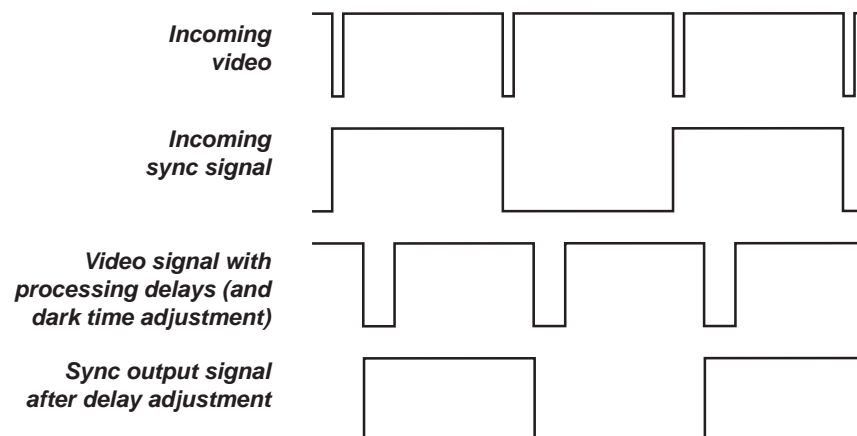 Incoming
video
Incoming
sync signal
Video signal with
processing delays (and
dark time adjustment)
Sync output signal
after delay adjustment